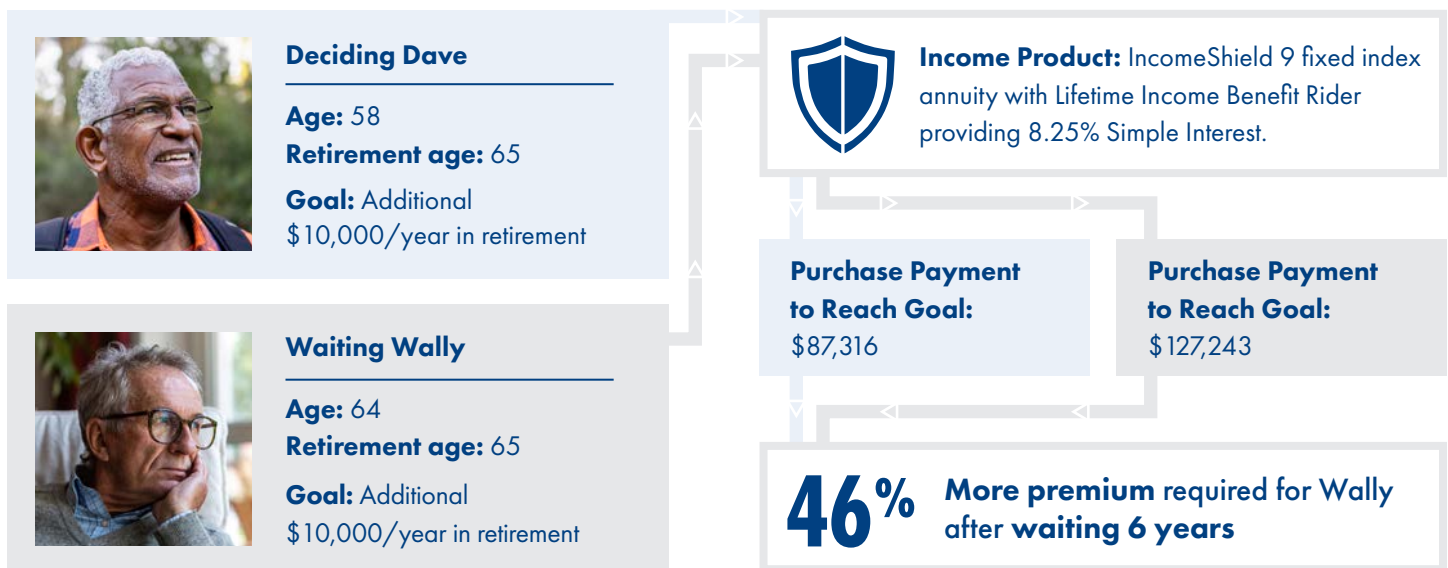 Deciding Dave
Age: 58
Retirement age: 65
Goal: Additional
$10,000/year in retirement
Waiting Wally
Age: 64
Retirement age: 65
Goal: Additional
$10,000/year in retirement
Income Product: IncomeShield 9 fixed index
annuity with Lifetime Income Benefit Rider
providing 8.25% Simple Interest.
Purchase Payment
to Reach Goal:
$87,316
Purchase Payment
to Reach Goal:
$127,243
46%
More premium required for Wally
after waiting 6 years